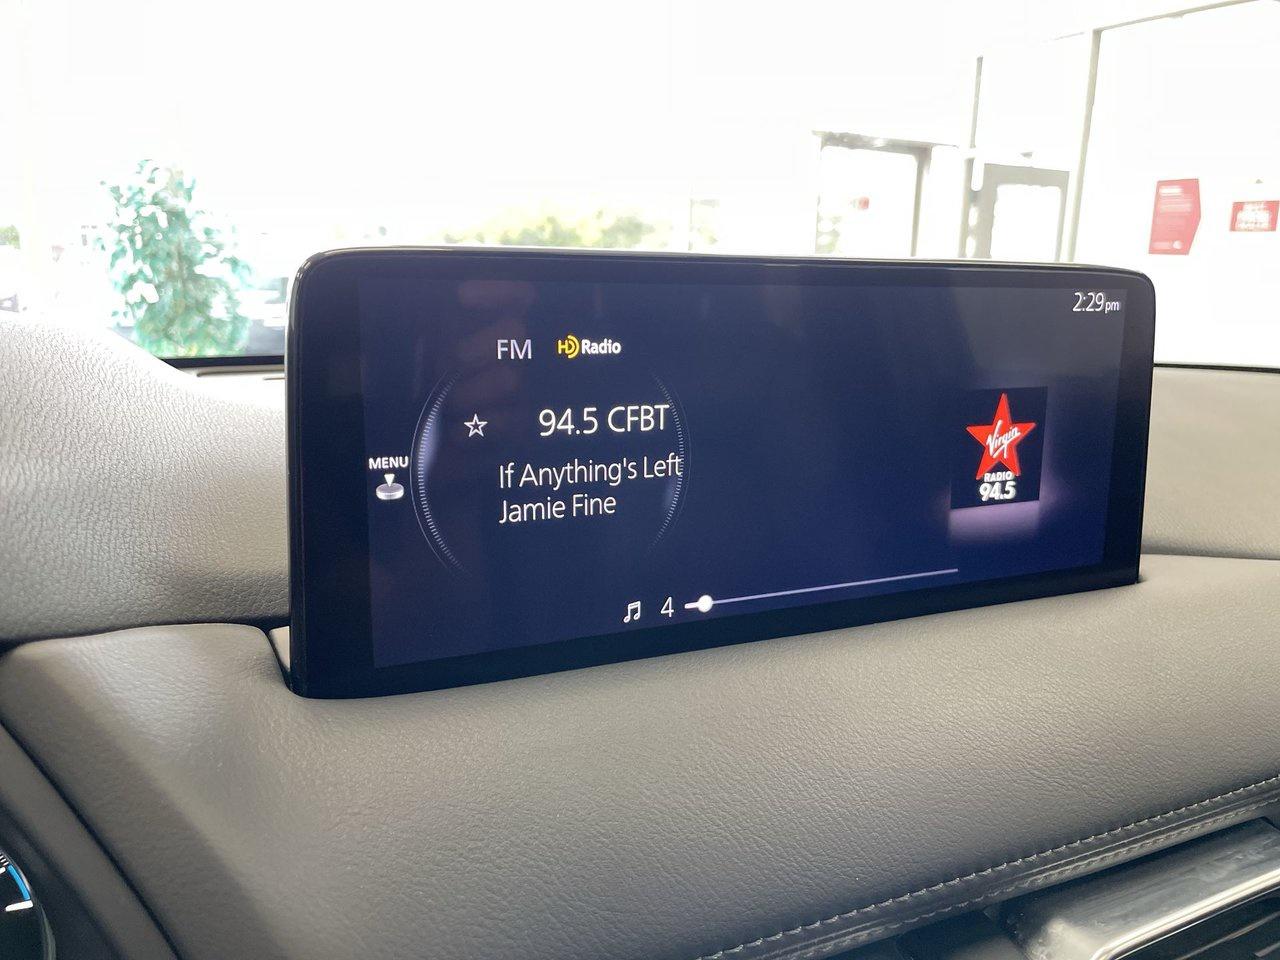 2:29pm
FM HD Radio
94.5 CFBT
MENU
If Anything's Left
Jamie Fine
Virgin
RADIO
94.5
4